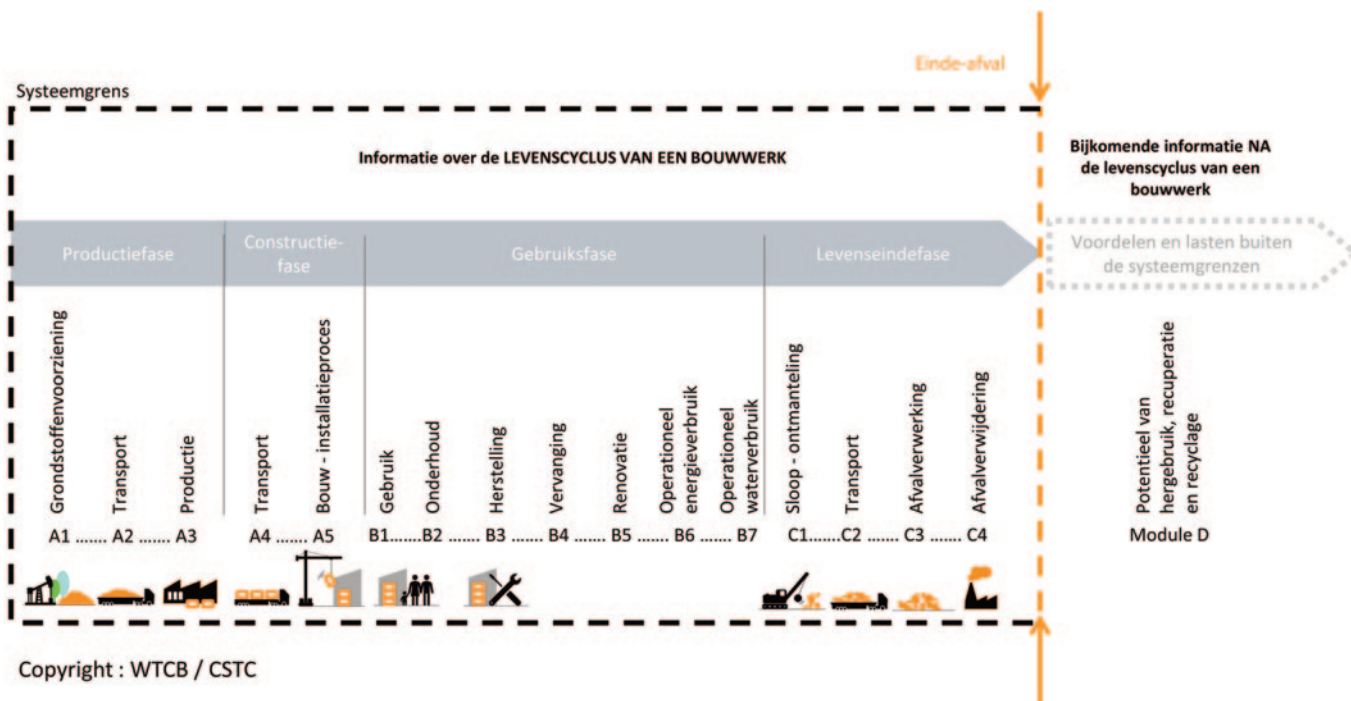 Einde-afval
Systeemgrens
Informatie over de LEVENSCYCLUS VAN EEN BOUWWERK
Bijkomende informatie NA
de levenscyclus van een
bouwwerk
Productiefase
Constructie-
fase
Gebruiksfase
Levenseindefase
Voordelen en lasten buiten
de systeemgrenzen
Grondstoffenvoorziening
Transport
Productie
Transport
Bouw - installatieproces
Gebruik
Onderhoud
Herstelling
Vervanging
Renovatie
Operationeel
energieverbruik
Operationeel
waterverbruik
Sloop - ontmanteling
Transport
Afvalverwerking
Afvalverwijdering
Potentieel van
hergebruik, recuperatie
en recyclage
A1 ....... A2 ....... A3
A4 ....... A5
B1.......B2 ....... B3 ....... B4 ....... B5 ....... B6 ....... B7
C1.......C2 ....... C3 ....... C4
Module D
Copyright : WTCB / CSTC